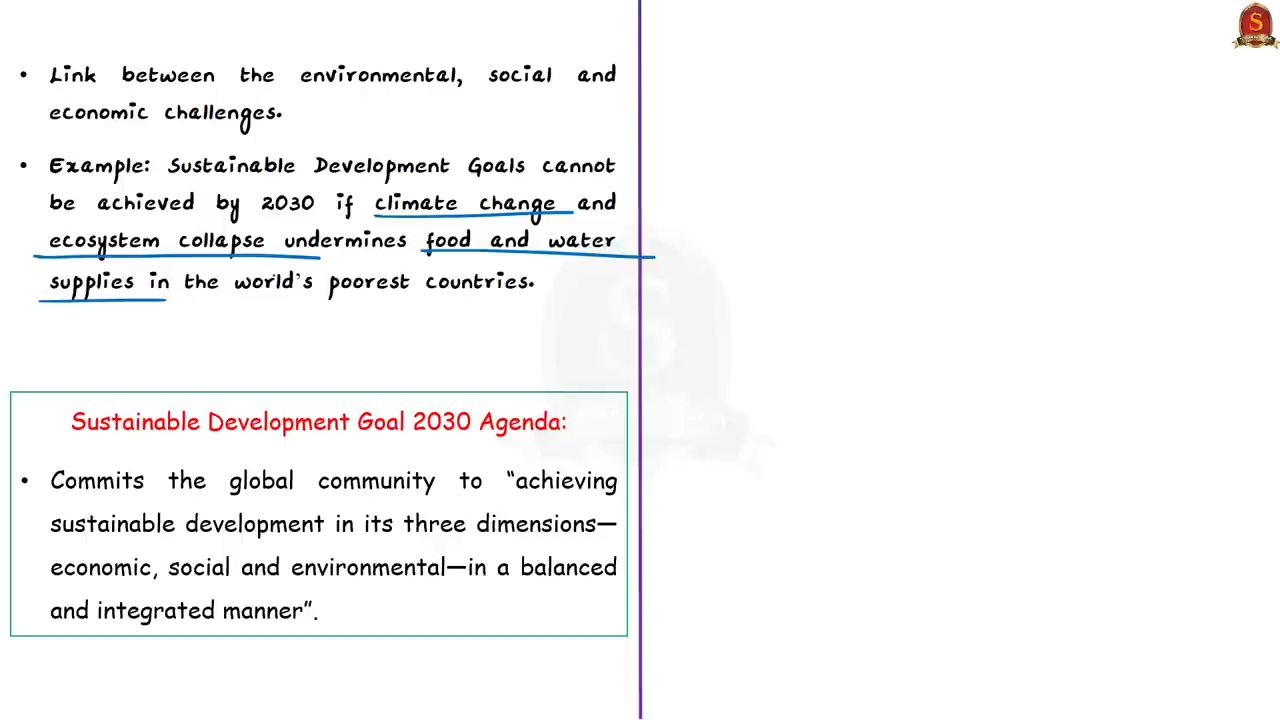 • Link between the environmental, social and
economic challenges.
• Example: Sustainable Development Goals cannot
be achieved by 2030 if climate change and
ecosystem collapse undermines food and water
supplies in the world's poorest countries.
Sustainable Development Goal 2030 Agenda:
• Commits the global community to “achieving
sustainable development in its three dimensions—
economic, social and environmental—in a balanced
and integrated manner”.
S